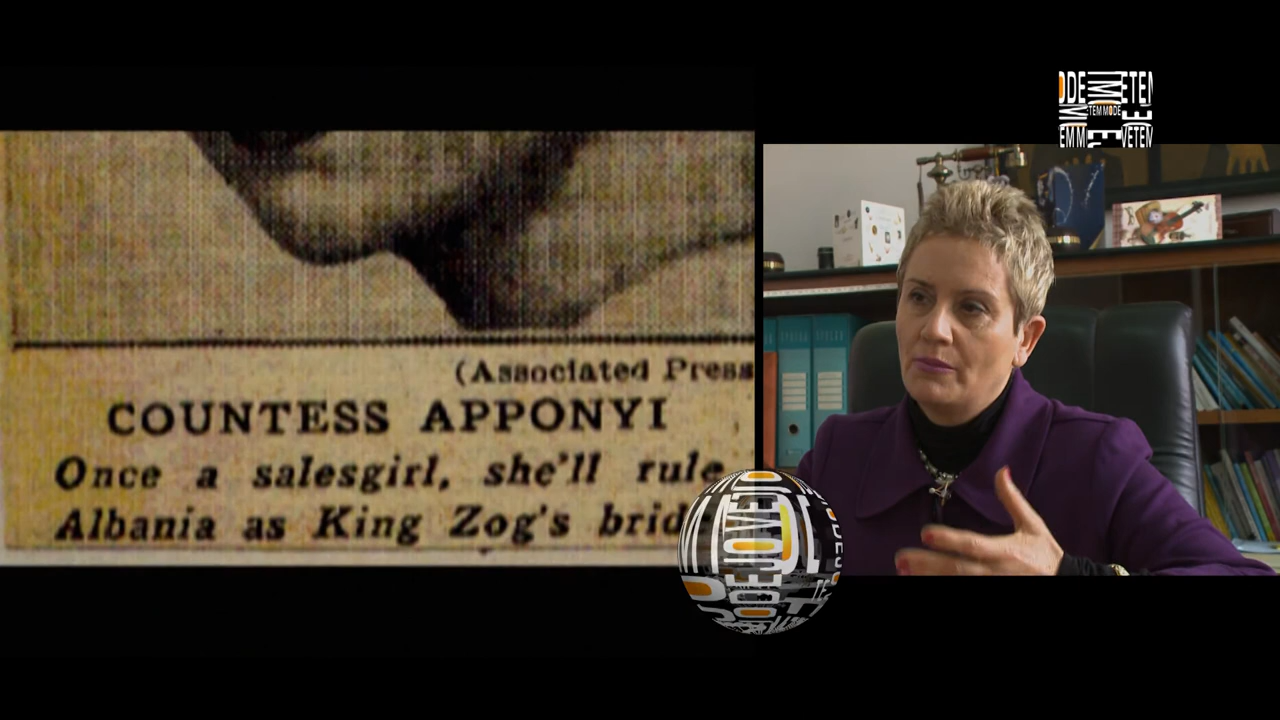 (Associated Press
COUNTESS APPONYI
Once a salesgirl, she'll rule
Albania as King Zog's brid